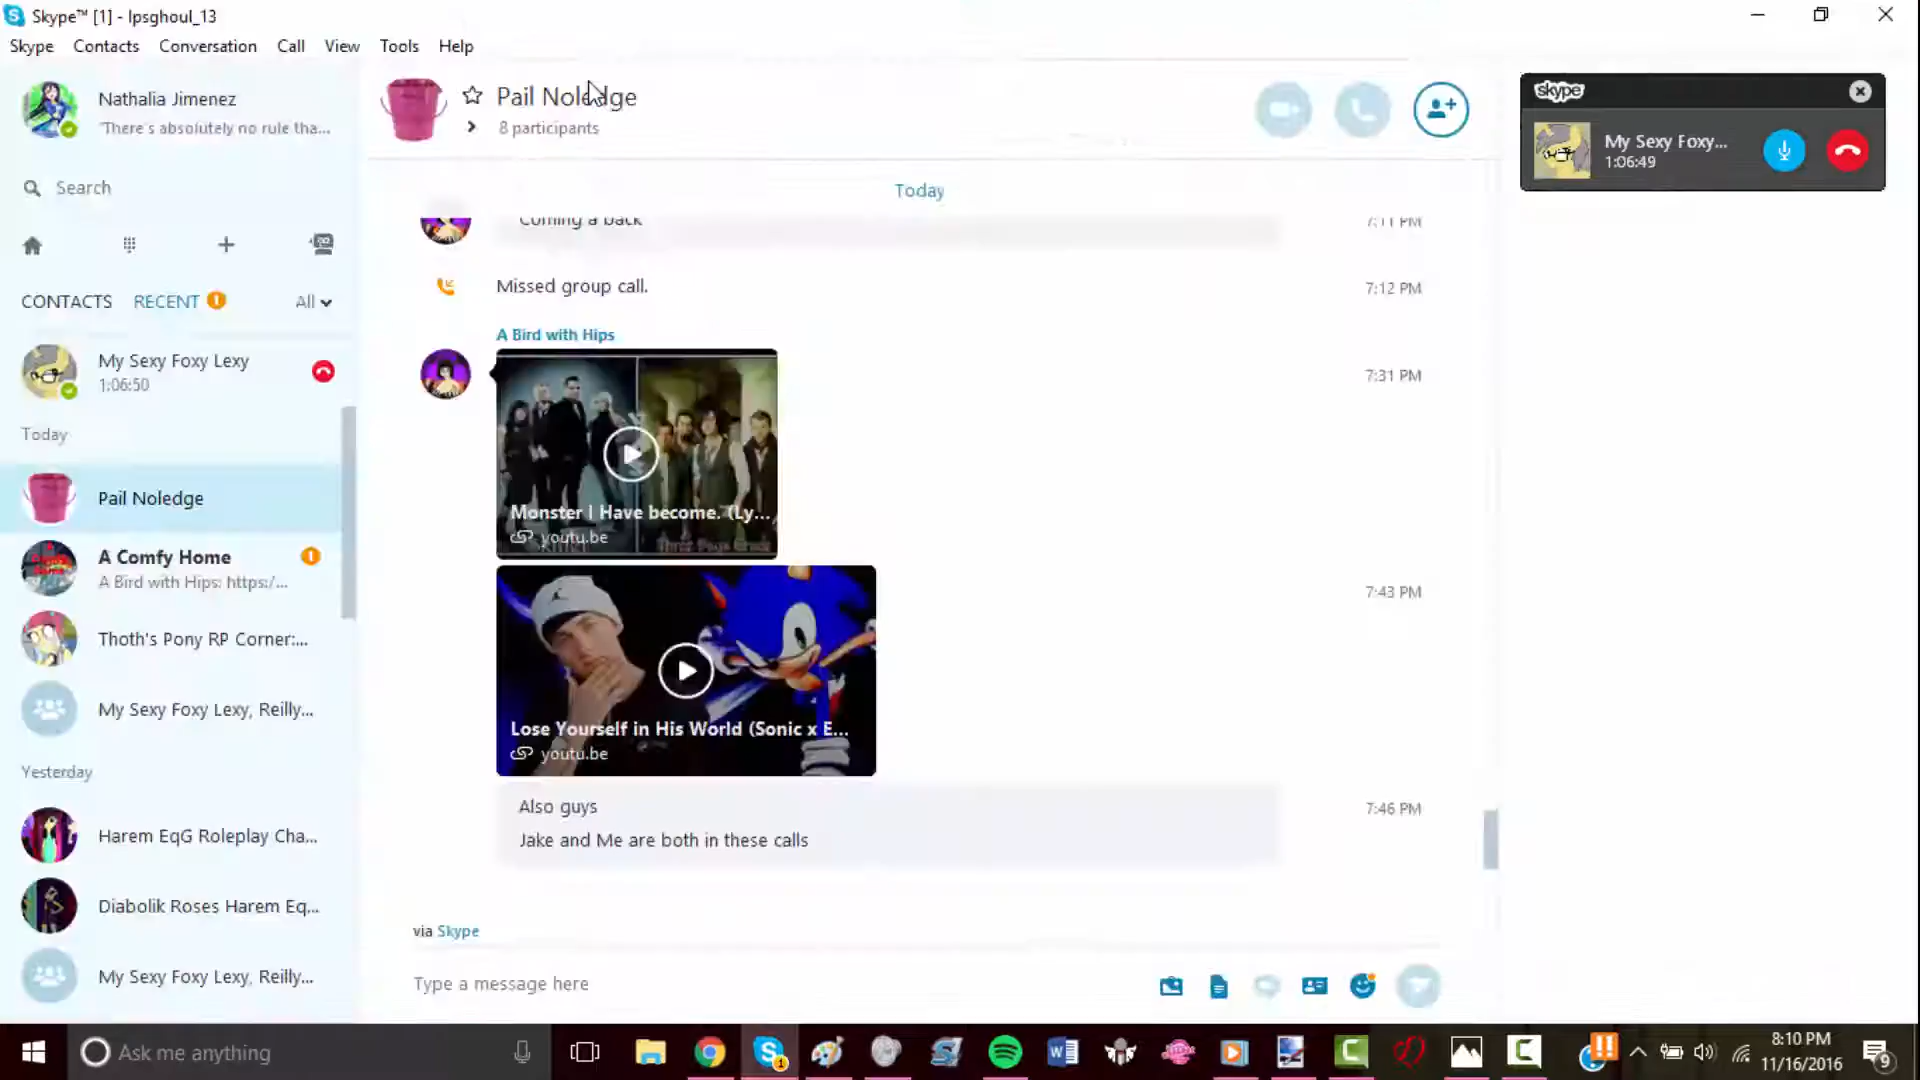 Skype™ [1] - lpsghoul_13
Skype Contacts Conversation Call View Tools Help
Nathalia Jimenez
"There's absolutely no rule tha...
Search
CONTACTS RECENT All
My Sexy Foxy Lexy
1:06:50
Today
Pail Noledge
A Comfy Home
A Bird with Hips: https:/...
Thoth's Pony RP Corner:...
My Sexy Foxy Lexy, Reilly...
Yesterday
Harem EqG Roleplay Cha...
Diabolik Roses Harem Eq...
My Sexy Foxy Lexy, Reilly...
Pail Noledge
8 participants
Today
Coming a back 7:11 PM
Missed group call. 7:12 PM
A Bird with Hips
7:31 PM
Monster I Have become. (Ly...
youtu.be
7:43 PM
Lose Yourself in His World (Sonic x E...
youtu.be
Also guys 7:46 PM
Jake and Me are both in these calls
via Skype
Type a message here
skype
My Sexy Foxy...
1:06:49
Ask me anything
8:10 PM
11/16/2016
9